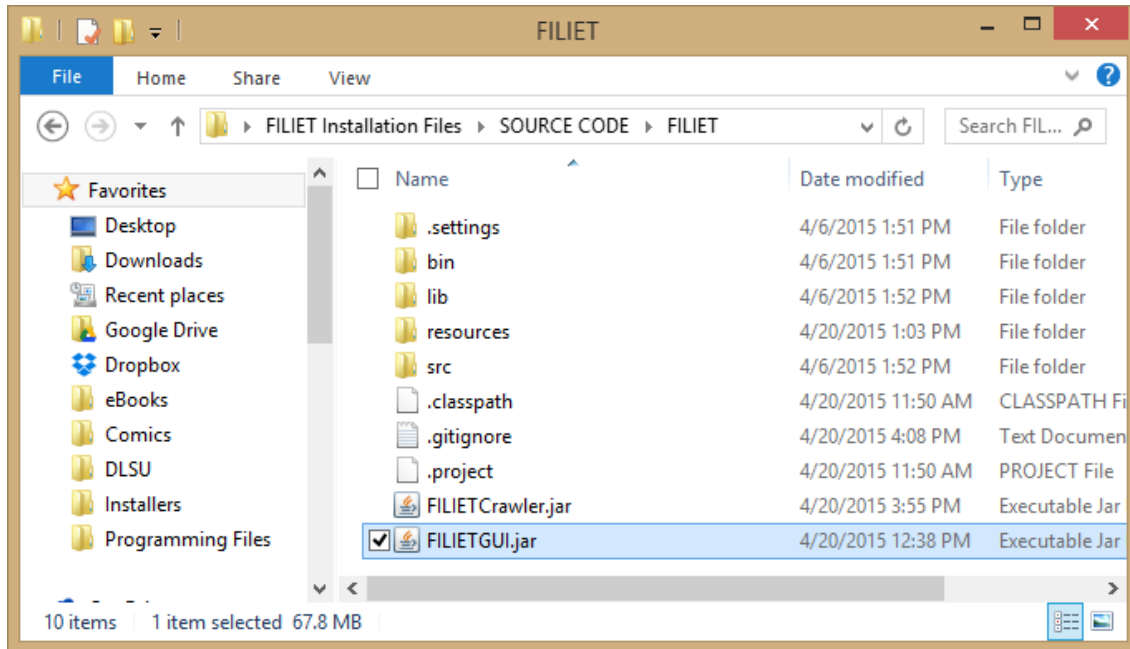 FILIET
File Home Share View
FILIET Installation Files SOURCE CODE FILIET Search FIL...
Favorites
Desktop
Downloads
Recent places
Google Drive
Dropbox
eBooks
Comics
DLSU
Installers
Programming Files
Name Date modified Type
.settings 4/6/2015 1:51 PM File folder
bin 4/6/2015 1:51 PM File folder
lib 4/6/2015 1:52 PM File folder
resources 4/20/2015 1:03 PM File folder
src 4/6/2015 1:52 PM File folder
.classpath 4/20/2015 11:50 AM CLASSPATH Fi
.gitignore 4/20/2015 4:08 PM Text Documen
.project 4/20/2015 11:50 AM PROJECT File
FILIETCrawler.jar 4/20/2015 3:55 PM Executable Jar
FILIETGUI.jar 4/20/2015 12:38 PM Executable Jar
10 items 1 item selected 67.8 MB